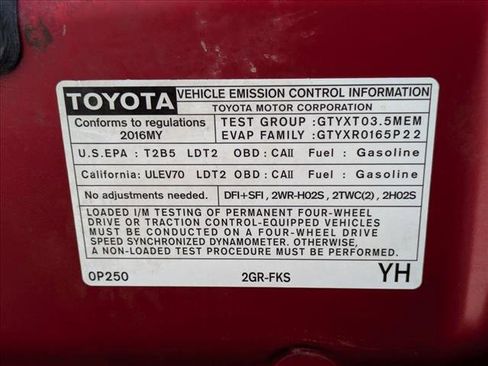 TOYOTA VEHICLE EMISSION CONTROL INFORMATION
TOYOTA MOTOR CORPORATION
Conforms to regulations
2016MY
TEST GROUP :GTYXT03.5MEM
EVAP FAMILY :GTYXR0165P22
U.S.EPA : T2B5 LDT2 OBD : CAII Fuel : Gasoline
California: ULEV70 LDT2 OBD : CAII Fuel : Gasoline
No adjustments needed. DFI+SFI, 2WR-HO2S, 2TWC(2), 2HO2S
LOADED I/M TESTING OF PERMANENT FOUR-WHEEL
DRIVE OR TRACTION CONTROL-EQUIPPED VEHICLES
MUST BE CONDUCTED ON A FOUR-WHEEL DRIVE
SPEED SYNCHRONIZED DYNAMOMETER. OTHERWISE,
A NON-LOADED TEST PROCEDURE MUST BE PERFORMED.
0P250 2GR-FKS YH